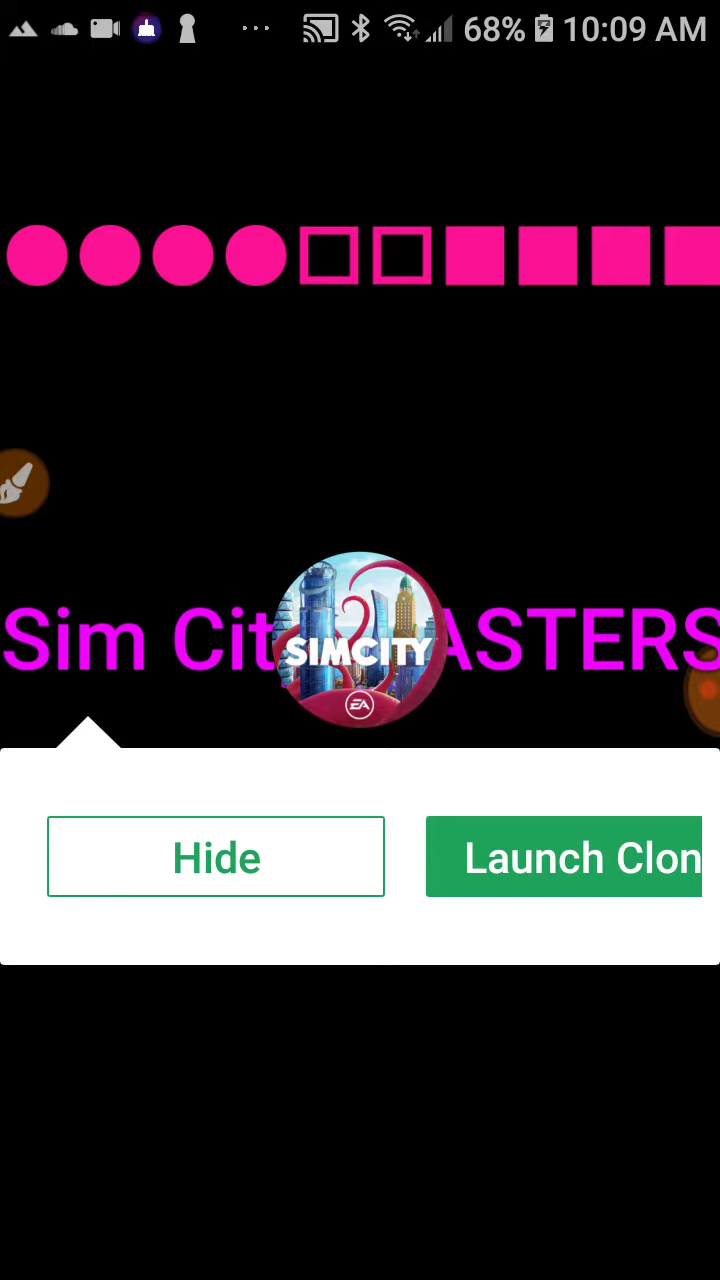 68% 10:09 AM
Sim Cit ASTERS
SIMCITY
EA
Hide
Launch Clon